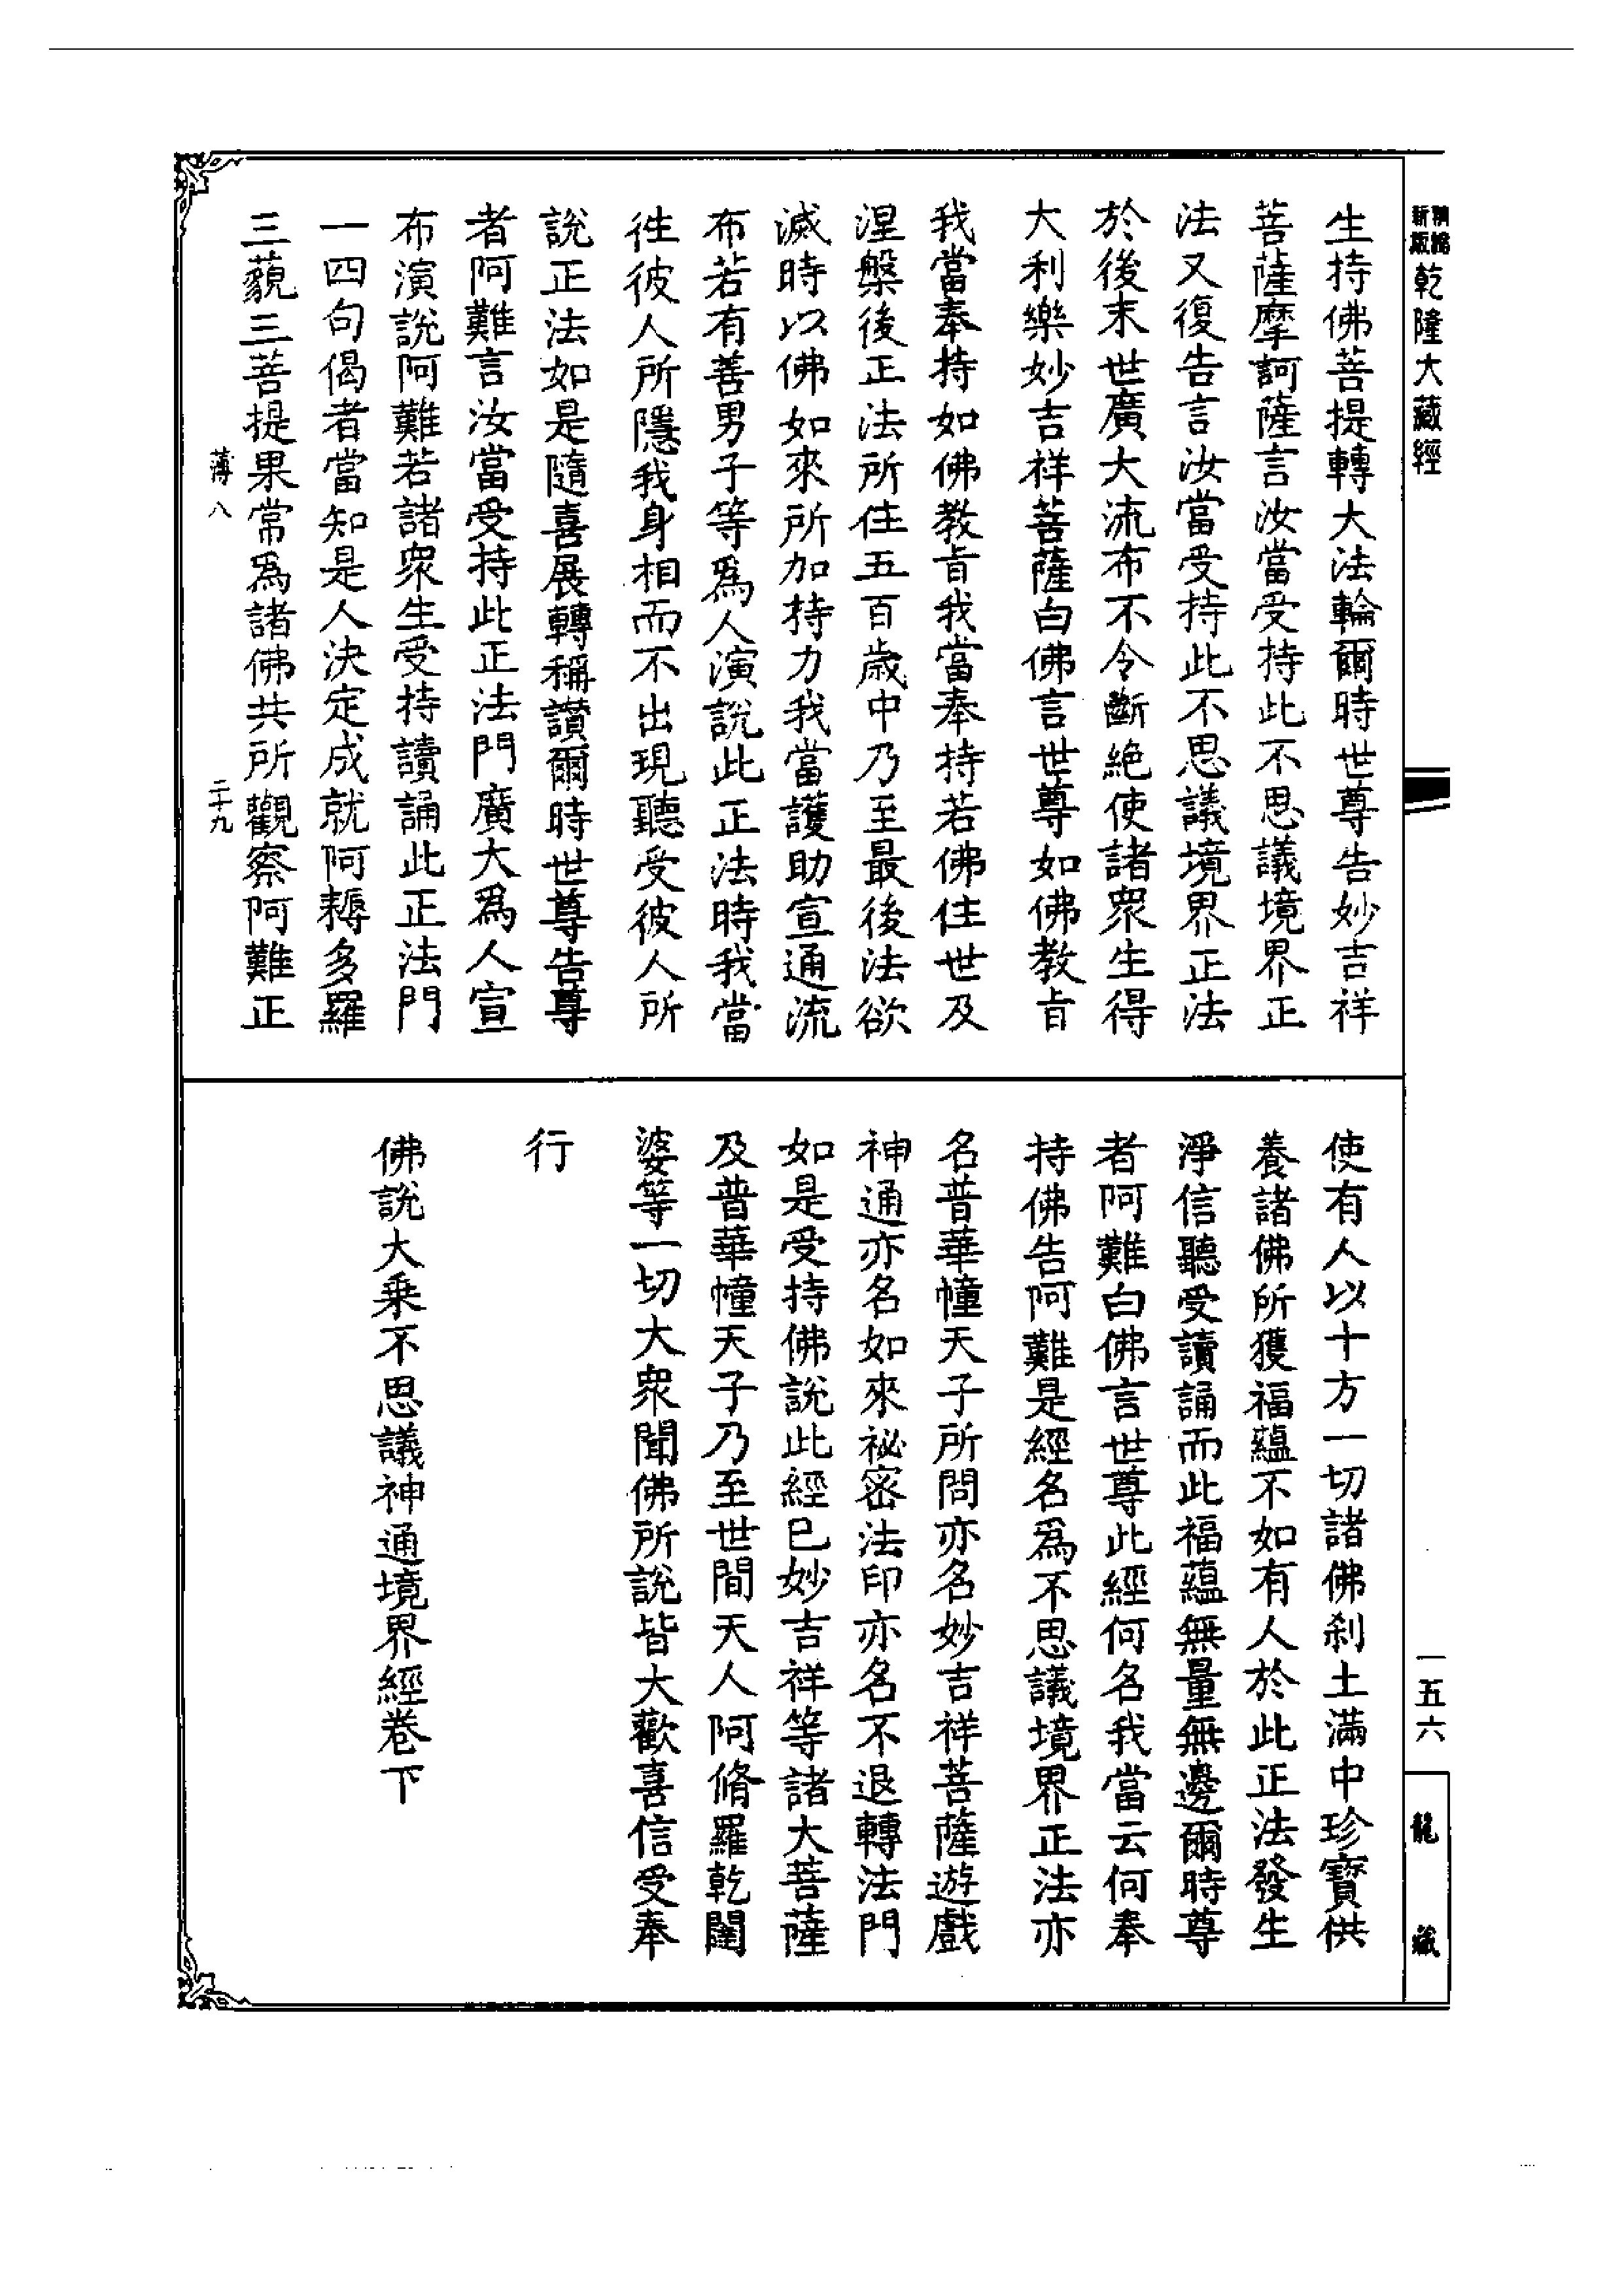 新版 精縮 乾隆大藏經
生持佛菩提轉大法輪爾時世尊告妙吉祥
菩薩摩訶薩言汝當受持此不思議境界正
法又復告言汝當受持此不思議境界正法
於後末世廣大流布不令斷絕使諸衆生得
大利樂妙吉祥菩薩白佛言世尊如佛教旨
我當奉持如佛教旨我當奉持若佛住世及
涅槃後正法所住五百歲中乃至最後法欲
滅時以佛如來所加持力我當護助宣通流
布若有善男子等爲人演說此正法時我當
徃彼人所隱我身相而不出現聽受彼人所
說正法如是隨喜展轉稱讃爾時世尊告尊
者阿難言汝當受持此正法門廣大爲人宣
布演說阿難若諸衆生受持讀誦此正法門
一四句偈者當知是人決定成就阿耨多羅
三藐三菩提果常爲諸佛共所觀察阿難正
薄八 二十九
使有人以十方一切諸佛刹土滿中珍寶供
養諸佛所獲福蘊不如有人於此正法發生
淨信聽受讀誦而此福蘊無量無邊爾時尊
者阿難白佛言世尊此經何名我當云何奉
持佛告阿難是經名爲不思議境界正法亦
名普華幢天子所問亦名妙吉祥菩薩遊戲
神通亦名如來祕密法印亦名不退轉法門
如是受持佛說此經已妙吉祥等諸大菩薩
及普華幢天子乃至世間天人阿脩羅乾闥
婆等一切大衆聞佛所說皆大歡喜信受奉
行
佛說大乘不思議神通境界經卷下
一五六
龍藏